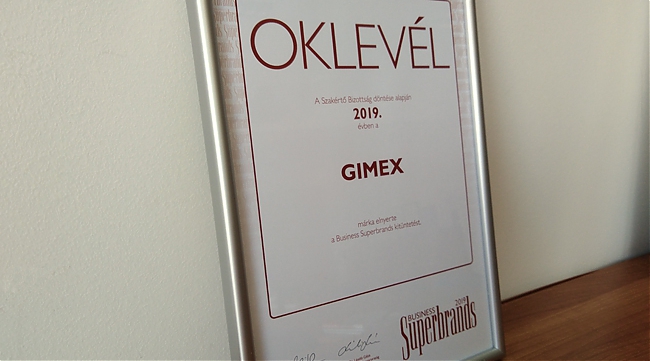 OKLEVÉL
A Szakértő Bizottság döntése alapján
2019.
évben a
GIMEX
márka elnyerte
a Business Superbrands kitüntetést.
BUSINESS 2019
Superbrands